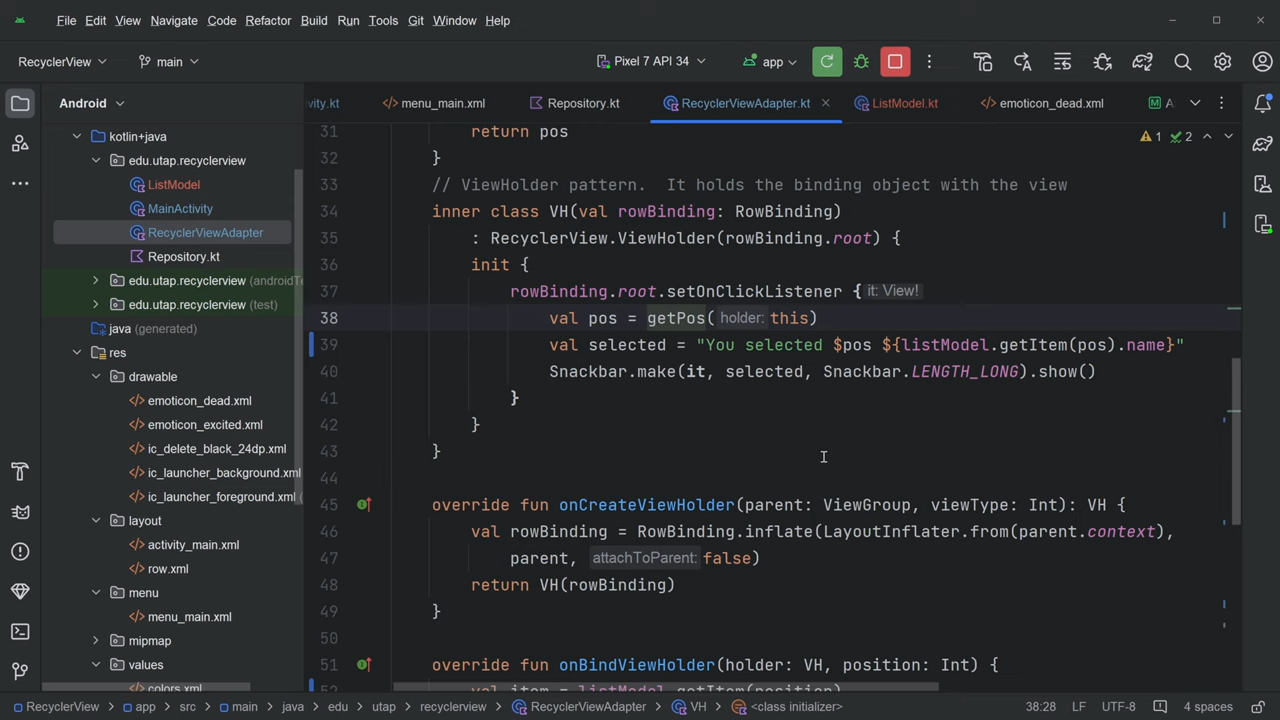 File Edit View Navigate Code Refactor Build Run Tools Git Window Help
RecyclerView main Pixel 7 API 34 app
Android
vity.kt menu_main.xml Repository.kt RecyclerViewAdapter.kt ListModel.kt emoticon_dead.xml A
kotlin+java
edu.utap.recyclerview
ListModel
MainActivity
RecyclerViewAdapter
Repository.kt
edu.utap.recyclerview (androidTe
edu.utap.recyclerview (test)
java (generated)
res
drawable
emoticon_dead.xml
emoticon_excited.xml
ic_delete_black_24dp.xml
ic_launcher_background.xml
ic_launcher_foreground.xml
layout
activity_main.xml
row.xml
menu
menu_main.xml
mipmap
values
colors.xml
1 2
31 return pos
32 }
33 // ViewHolder pattern.  It holds the binding object with the view
34 inner class VH(val rowBinding: RowBinding)
35 : RecyclerView.ViewHolder(rowBinding.root) {
36 init {
37 rowBinding.root.setOnClickListener { it: View!
38 val pos = getPos( holder: this)
39 val selected = "You selected $pos ${listModel.getItem(pos).name}"
40 Snackbar.make(it, selected, Snackbar.LENGTH_LONG).show()
41 }
42 }
43 }
44
45 override fun onCreateViewHolder(parent: ViewGroup, viewType: Int): VH {
46 val rowBinding = RowBinding.inflate(LayoutInflater.from(parent.context),
47 parent, attachToParent: false)
48 return VH(rowBinding)
49 }
50
51 override fun onBindViewHolder(holder: VH, position: Int) {
52 val item = listModel.getItem(position)
RecyclerView app src main java edu utap recyclerview RecyclerViewAdapter VH <class initializer> 38:28 LF UTF-8 4 spaces